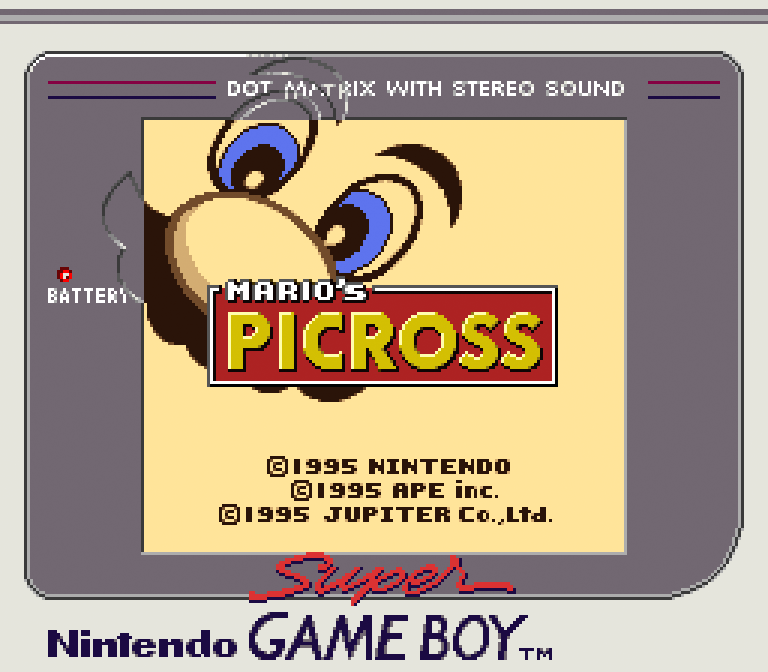 DOT MATRIX WITH STEREO SOUND
BATTERY
MARIO's
PICROSS
©1995 NINTENDO
©1995 APE inc.
©1995 JUPITER Co.,Ltd.
Super
Nintendo GAME BOY™